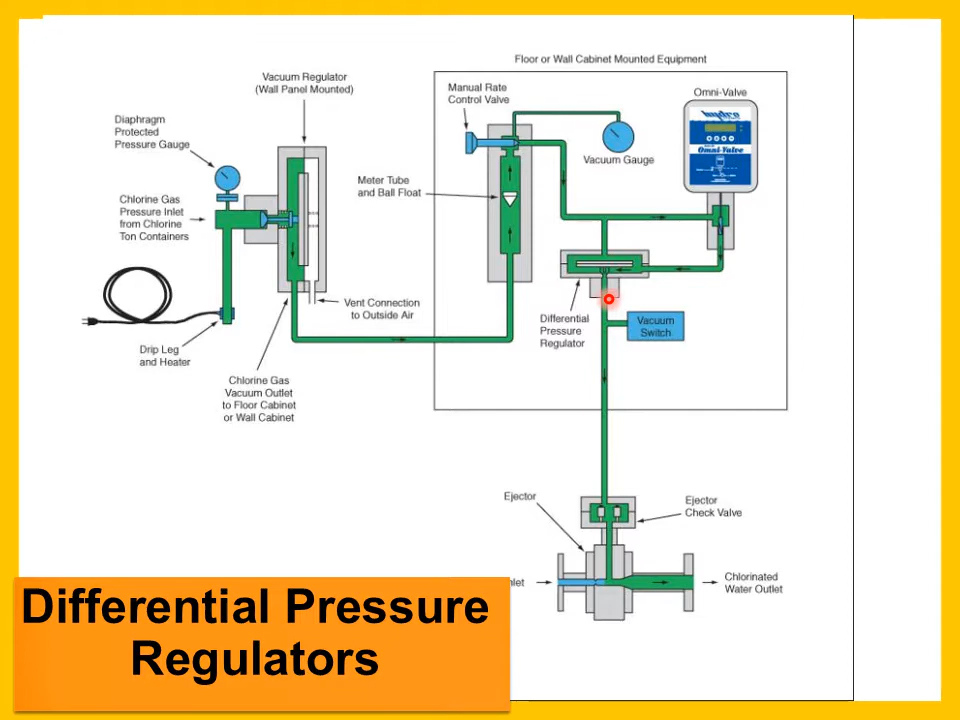 Floor or Wall Cabinet Mounted Equipment
Vacuum Regulator
(Wall Panel Mounted)
Manual Rate
Control Valve
Omni-Valve
hydro
Omni-Valve
Diaphragm
Protected
Pressure Gauge
Vacuum Gauge
Meter Tube
and Ball Float
Chlorine Gas
Pressure Inlet
from Chlorine
Ton Containers
Vent Connection
to Outside Air
Differential
Pressure
Regulator
Vacuum
Switch
Drip Leg
and Heater
Chlorine Gas
Vacuum Outlet
to Floor Cabinet
or Wall Cabinet
Ejector
Ejector
Check Valve
nlet
Chlorinated
Water Outlet
Differential Pressure
Regulators